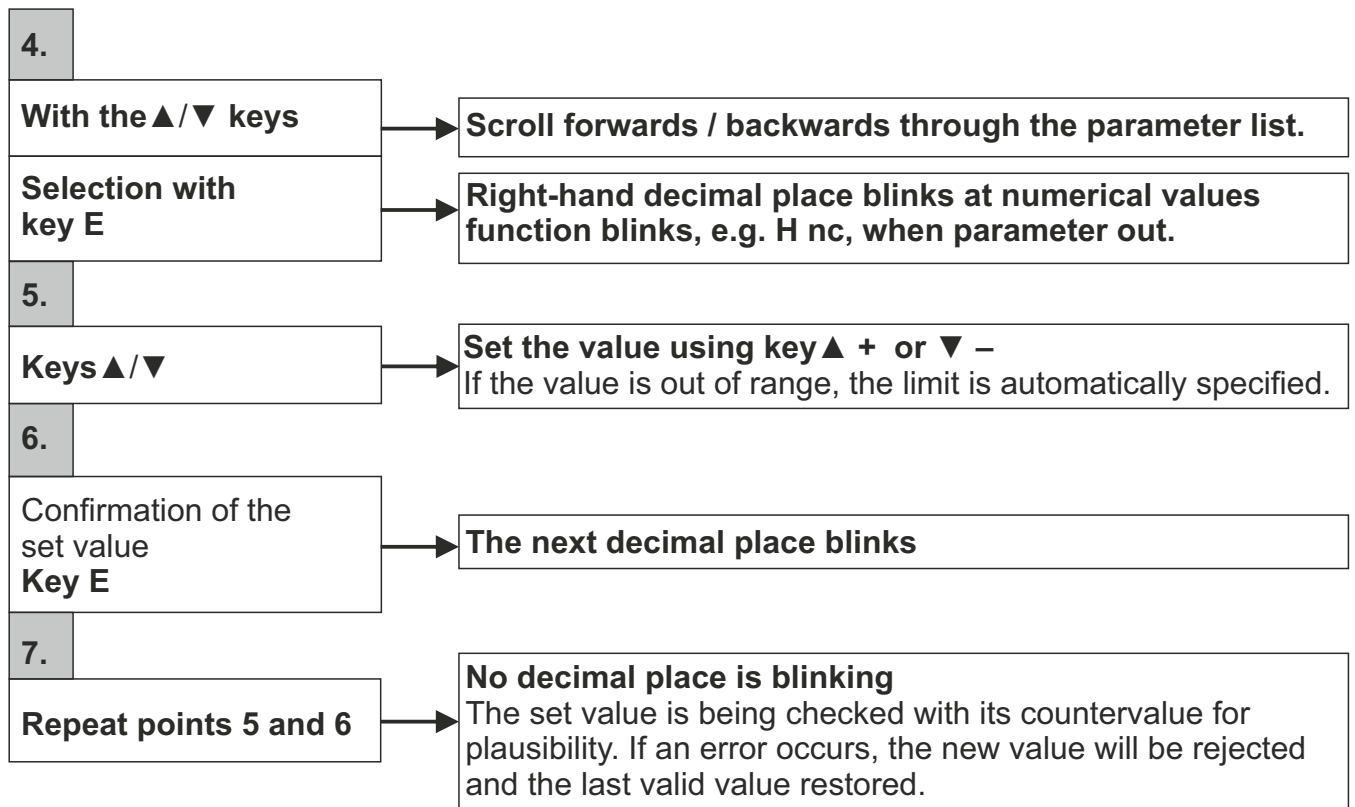 4.
With the▲/▼ keys
Scroll forwards / backwards through the parameter list.
Selection with
key E
Right-hand decimal place blinks at numerical values
function blinks, e.g. H nc, when parameter out.
5.
Keys▲/▼
Set the value using key▲ + or ▼ –
If the value is out of range, the limit is automatically specified.
6.
Confirmation of the
set value
Key E
The next decimal place blinks
7.
Repeat points 5 and 6
No decimal place is blinking
The set value is being checked with its countervalue for
plausibility. If an error occurs, the new value will be rejected
and the last valid value restored.